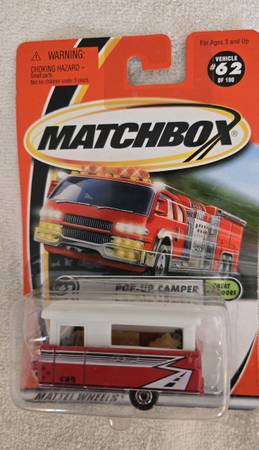 WARNING:
CHOKING HAZARD –
Small parts.
Not for children under 3 years.
For Ages 3 and Up
VEHICLE
#62
OF 100
MATCHBOX®
POP-UP CAMPER
GREAT
OUTDOORS
MATTEL WHEELS